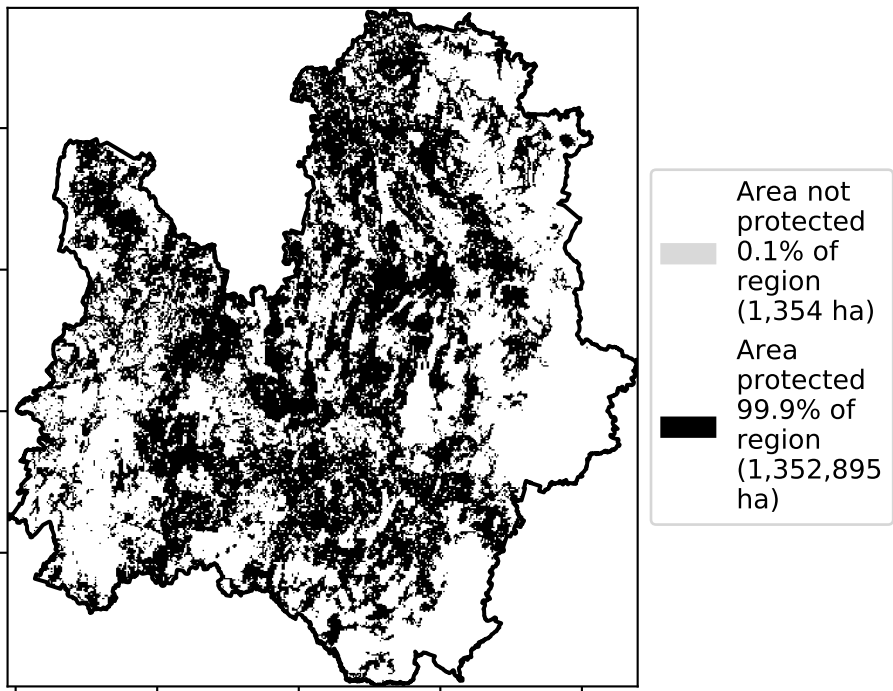 Area not
protected
0.1% of
region
(1,354 ha)
Area
protected
99.9% of
region
(1,352,895
ha)